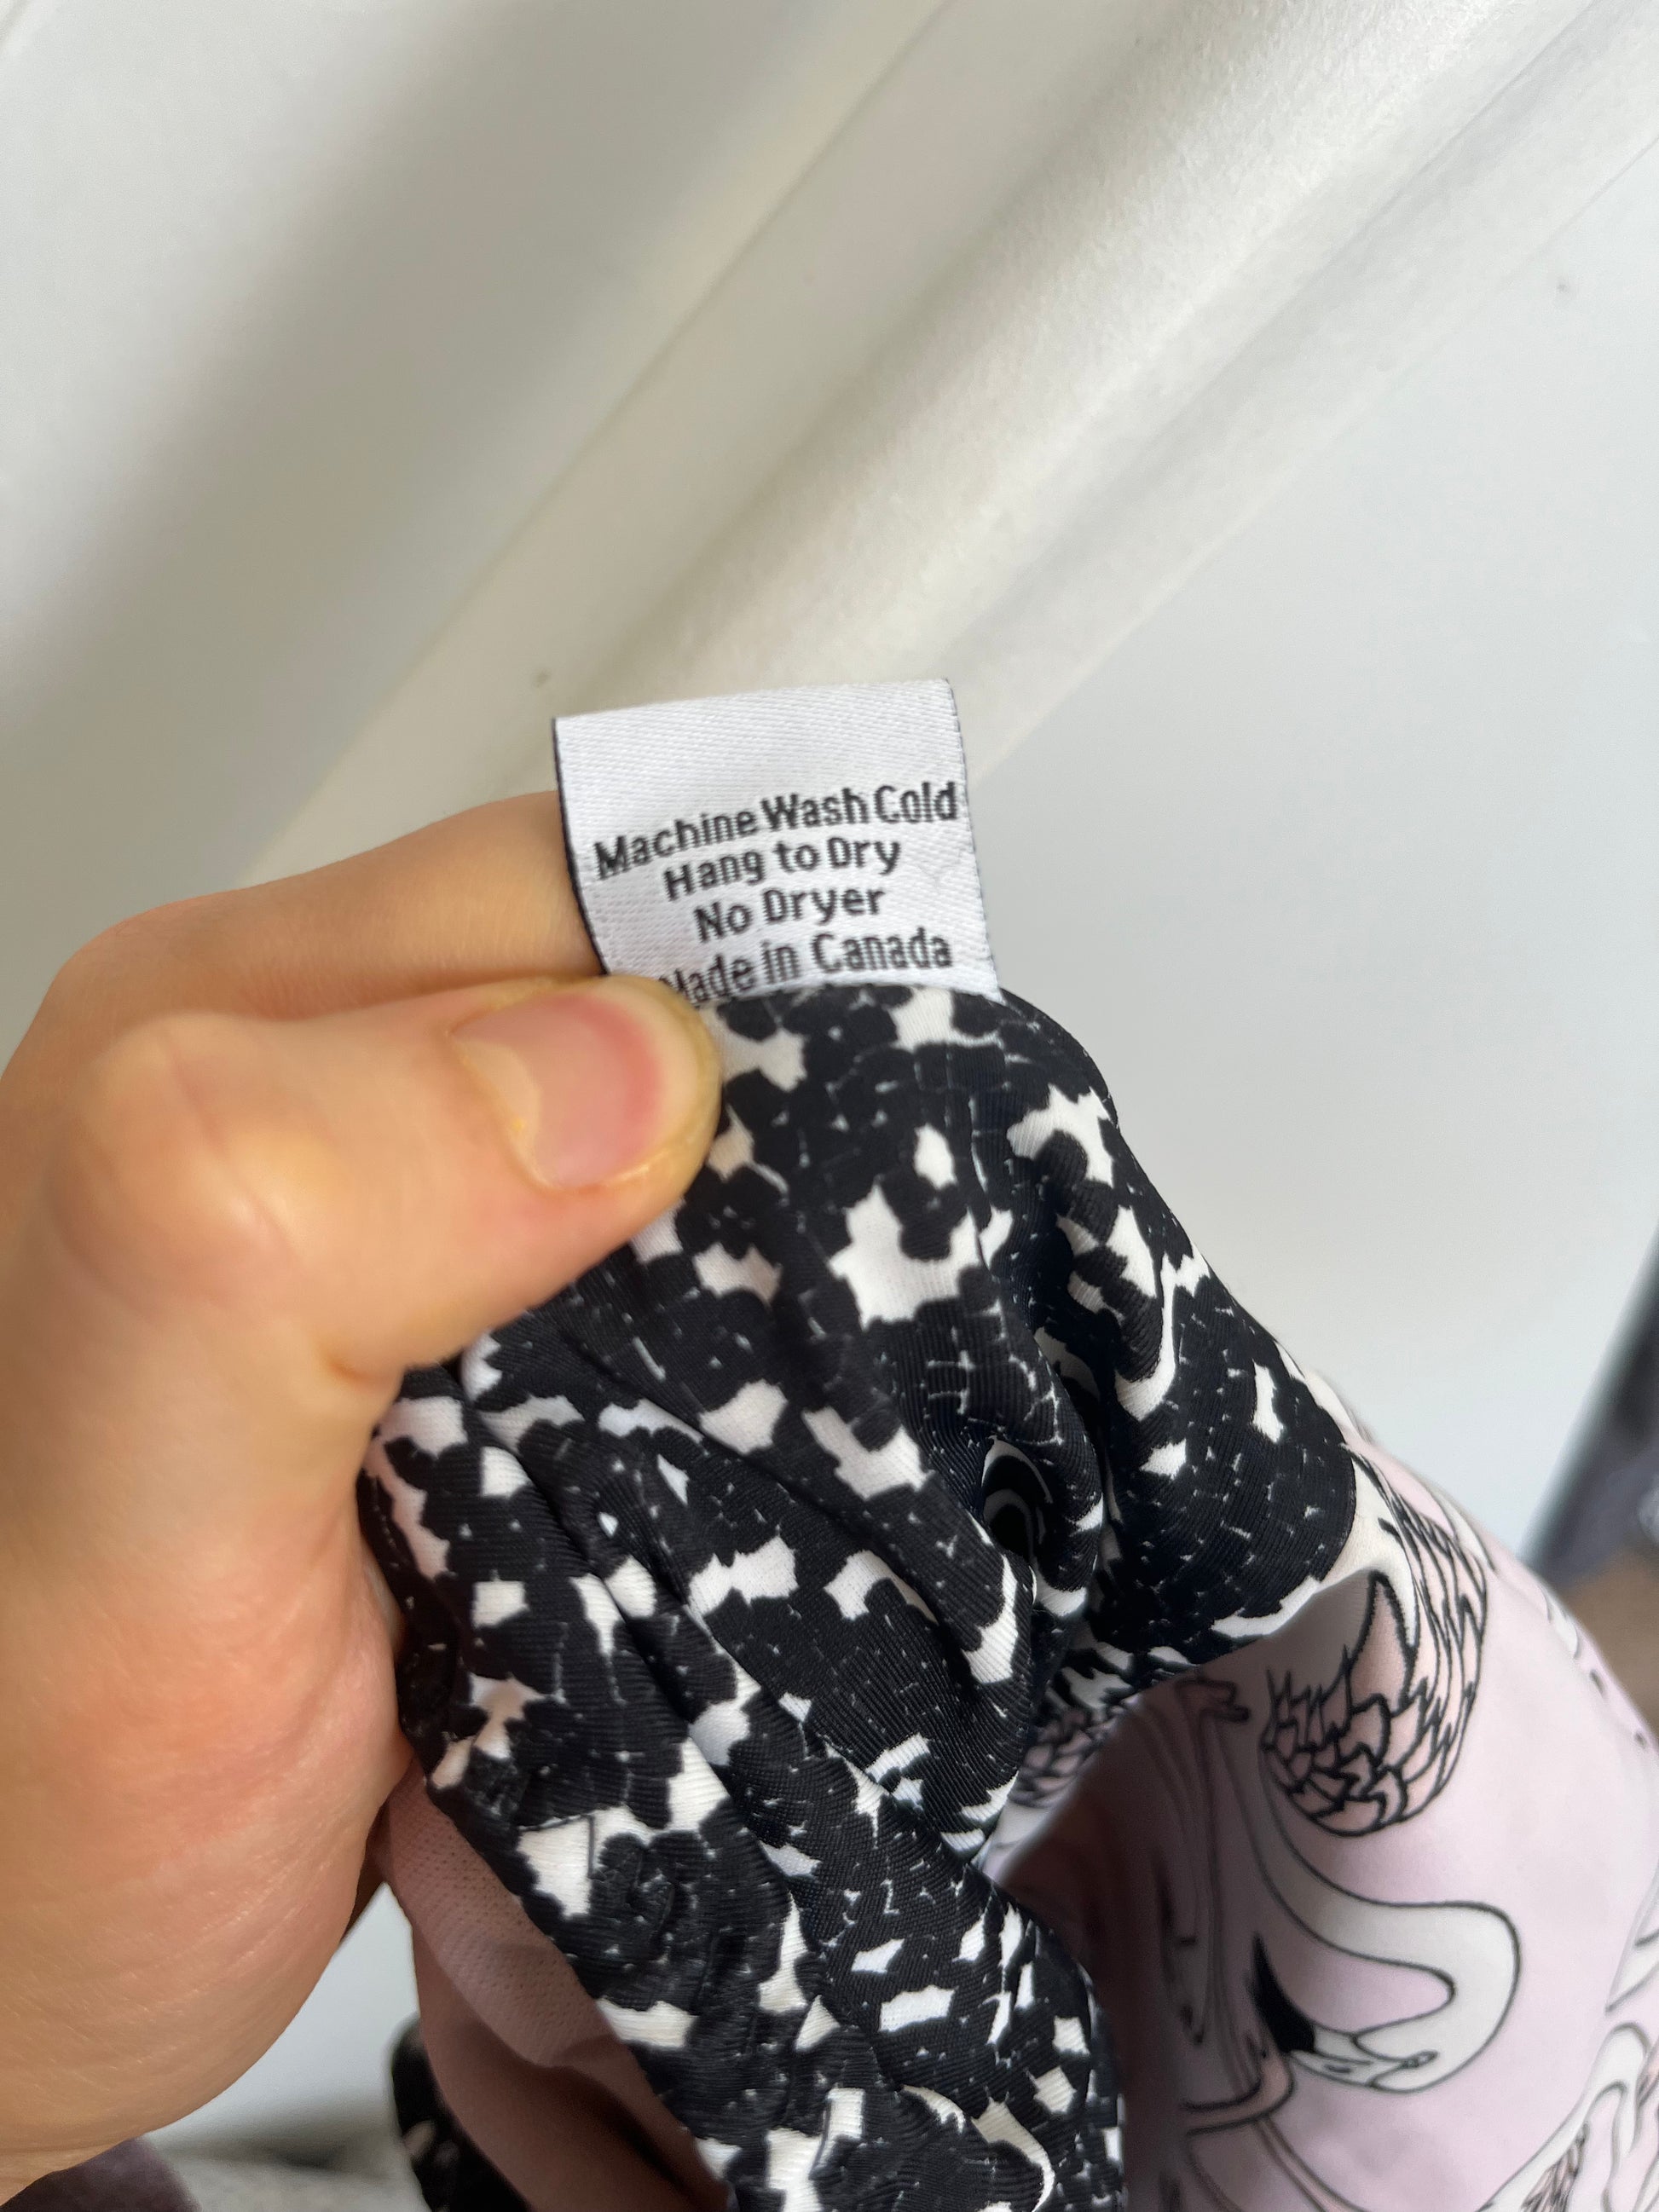 Machine Wash Cold
Hang to Dry
No Dryer
Made in Canada